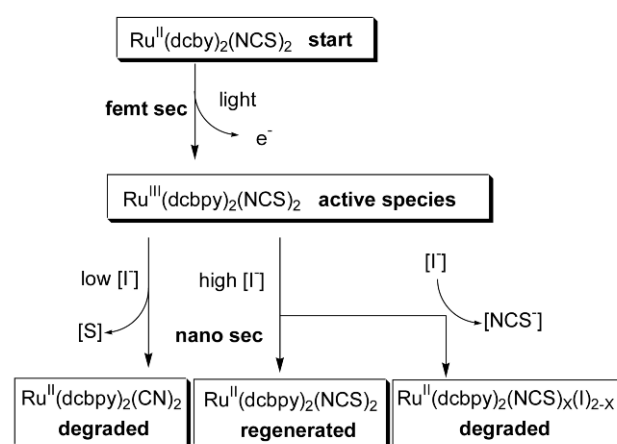 Ru^II(dcby)₂(NCS)₂ start
light
femt sec
e⁻
Ru^III(dcbpy)₂(NCS)₂ active species
low [I⁻]
high [I⁻]
[I⁻]
[S]
[NCS⁻]
nano sec
Ru^II(dcbpy)₂(CN)₂
degraded
Ru^II(dcbpy)₂(NCS)₂
regenerated
Ru^II(dcbpy)₂(NCS)_X(I)_2-X
degraded